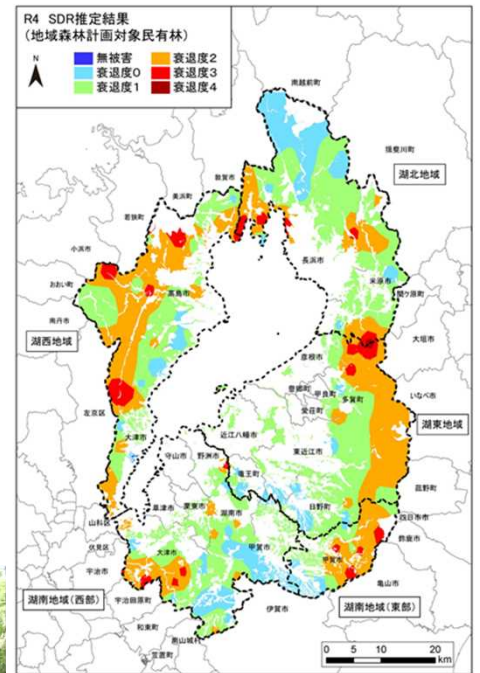 R4 SDR推定結果
(地域森林計画対象民有林)
N
無被害
衰退度0
衰退度1
衰退度2
衰退度3
衰退度4
南越前町
揖斐川町
湖北地域
敦賀市
美浜町
若狭町
長浜市
小浜市
米原市
関ケ原町
おおい町
高島市
南丹市
大垣市
湖西地域
彦根市
豊郷町
甲良町
多賀町
いなべ市
左京区
愛荘町
湖東地域
大津市
近江八幡市
守山市
野洲市
東近江市
竜王町
菰野町
草津市
栗東市
日野町
四日市市
山科区
湖南市
鈴鹿市
伏見区
大津市
甲賀市
甲賀市
宇治市
亀山市
湖南地域(西部)
宇治田原町
伊賀市
湖南地域(東部)
和束町
南山城村
笠置町
0 5 10 20
km